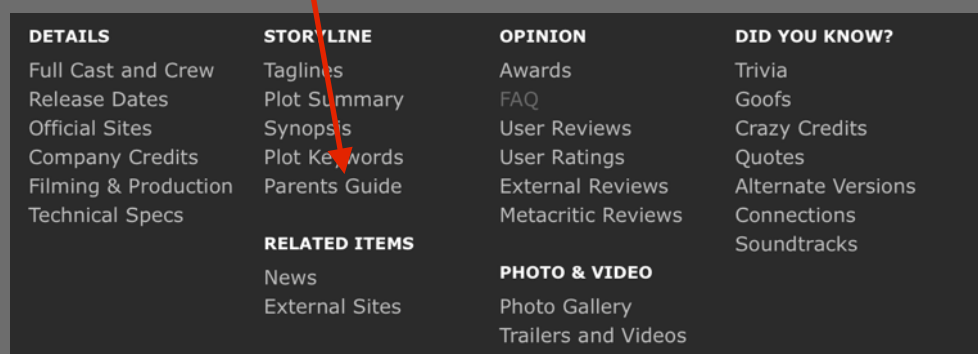 DETAILS
Full Cast and Crew
Release Dates
Official Sites
Company Credits
Filming & Production
Technical Specs
STORYLINE
Taglines
Plot Summary
Synopsis
Plot Keywords
Parents Guide
RELATED ITEMS
News
External Sites
OPINION
Awards
FAQ
User Reviews
User Ratings
External Reviews
Metacritic Reviews
PHOTO & VIDEO
Photo Gallery
Trailers and Videos
DID YOU KNOW?
Trivia
Goofs
Crazy Credits
Quotes
Alternate Versions
Connections
Soundtracks